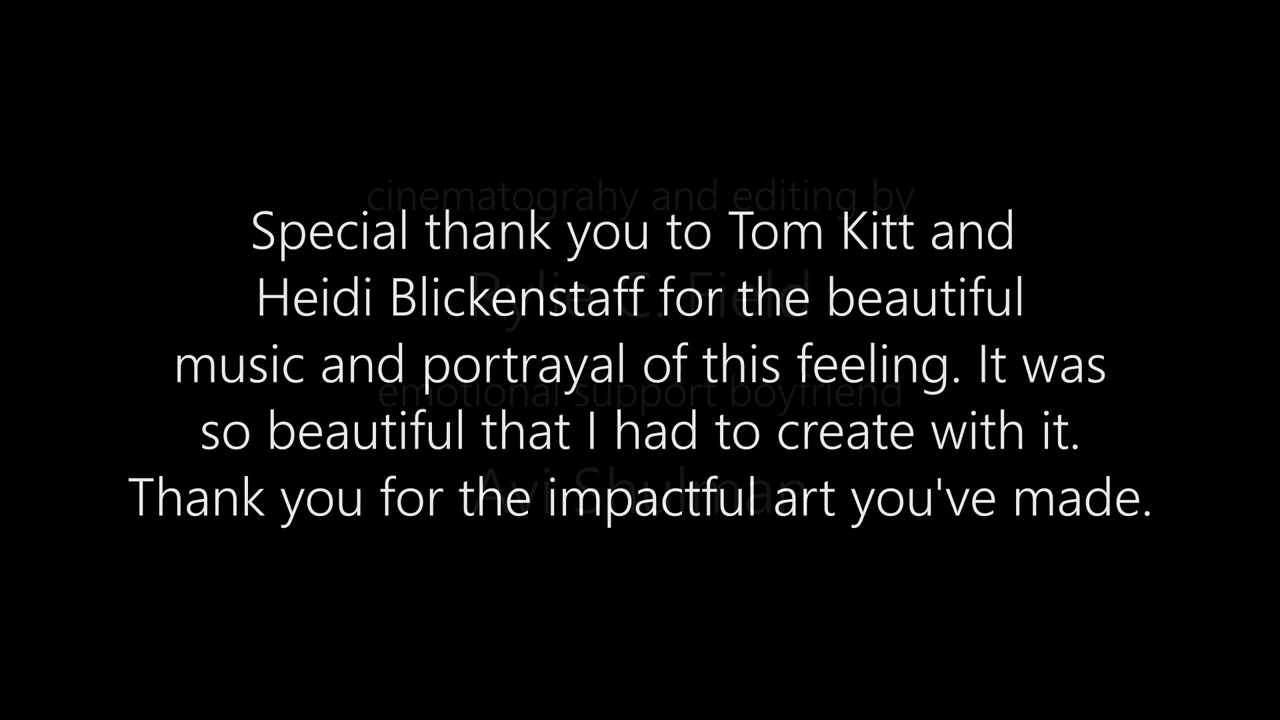 cinematograhy and editing by
Special thank you to Tom Kitt and
Heidi Blickenstaff for the beautiful
music and portrayal of this feeling. It was
emotional support boyfriend
so beautiful that I had to create with it.
Avi Shulman
Thank you for the impactful art you've made.